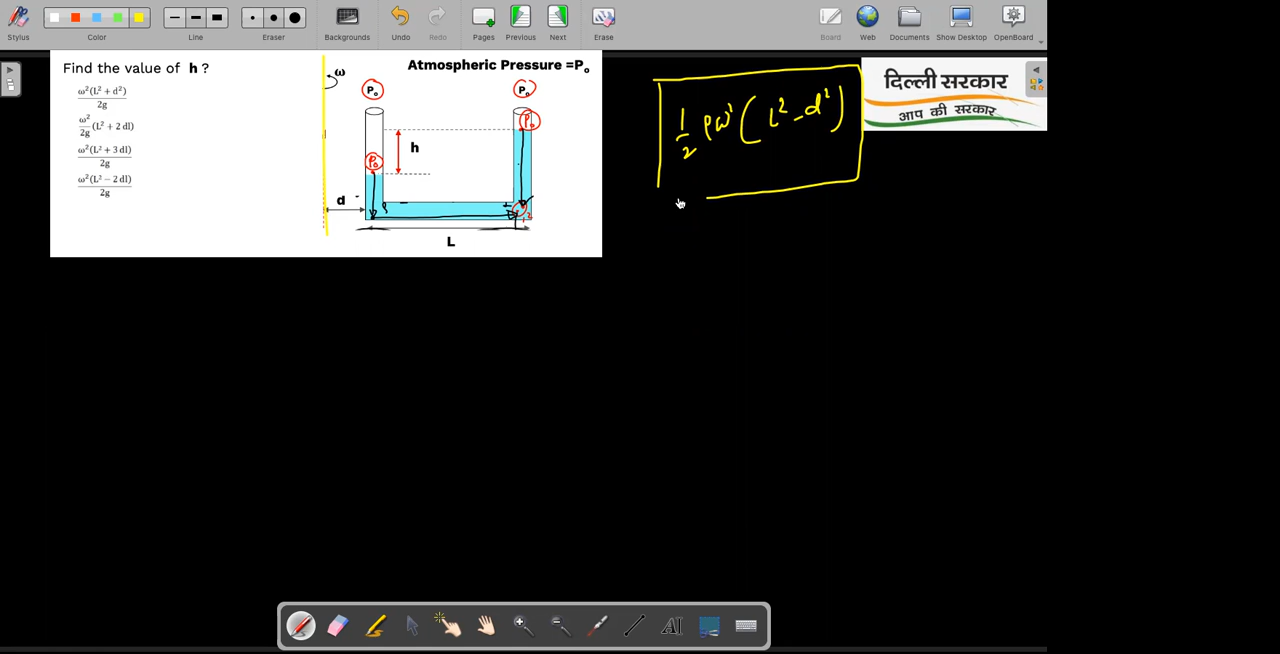 Stylus
Color
Line
Eraser
Backgrounds
Undo
Redo
Pages
Previous
Next
Erase
Board
Web
Documents
Show Desktop
OpenBoard
Find the value of h ?
ω²(L² + d²)/2g
ω²/2g (L² + 2 dl)
ω²(L² + 3 dl)/2g
ω²(L² − 2 dl)/2g
ω
Atmospheric Pressure =P₀
P₀
P₀
P₀
P₀
h
d
L
1/2 ρω² (L² - d²)
दिल्ली सरकार
आप की सरकार
AI